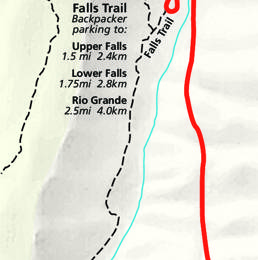 Falls Trail
Backpacker
parking to:
Upper Falls
1.5 mi 2.4km
Lower Falls
1.75mi 2.8km
Rio Grande
2.5mi 4.0km
Falls Trail